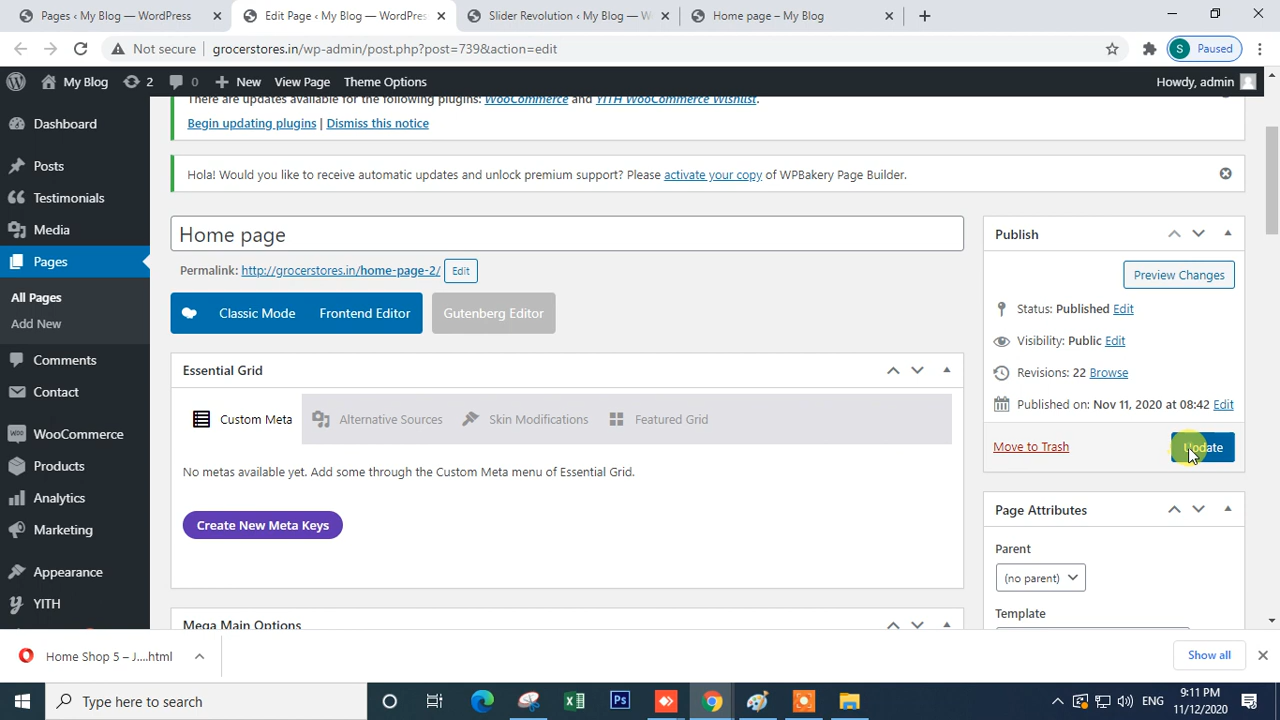 Pages ‹ My Blog — WordPress
Edit Page ‹ My Blog — WordPres
Slider Revolution ‹ My Blog — W
Home page – My Blog
Not secure
grocerstores.in/wp-admin/post.php?post=739&action=edit
S Paused
My Blog
2
0
New
View Page
Theme Options
Howdy, admin
There are updates available for the following plugins: WooCommerce and YITH WooCommerce Wishlist.
Begin updating plugins | Dismiss this notice
Hola! Would you like to receive automatic updates and unlock premium support? Please activate your copy of WPBakery Page Builder.
Dashboard
Posts
Testimonials
Media
Pages
All Pages
Add New
Comments
Contact
WooCommerce
Products
Analytics
Marketing
Appearance
YITH
Home page
Permalink: http://grocerstores.in/home-page-2/ Edit
Classic Mode
Frontend Editor
Gutenberg Editor
Essential Grid
Custom Meta
Alternative Sources
Skin Modifications
Featured Grid
No metas available yet. Add some through the Custom Meta menu of Essential Grid.
Create New Meta Keys
Mega Main Options
Publish
Preview Changes
Status: Published Edit
Visibility: Public Edit
Revisions: 22 Browse
Published on: Nov 11, 2020 at 08:42 Edit
Move to Trash
Update
Page Attributes
Parent
(no parent)
Template
Home Shop 5 – J....html
Show all
Type here to search
Ps
ENG
9:11 PM
11/12/2020